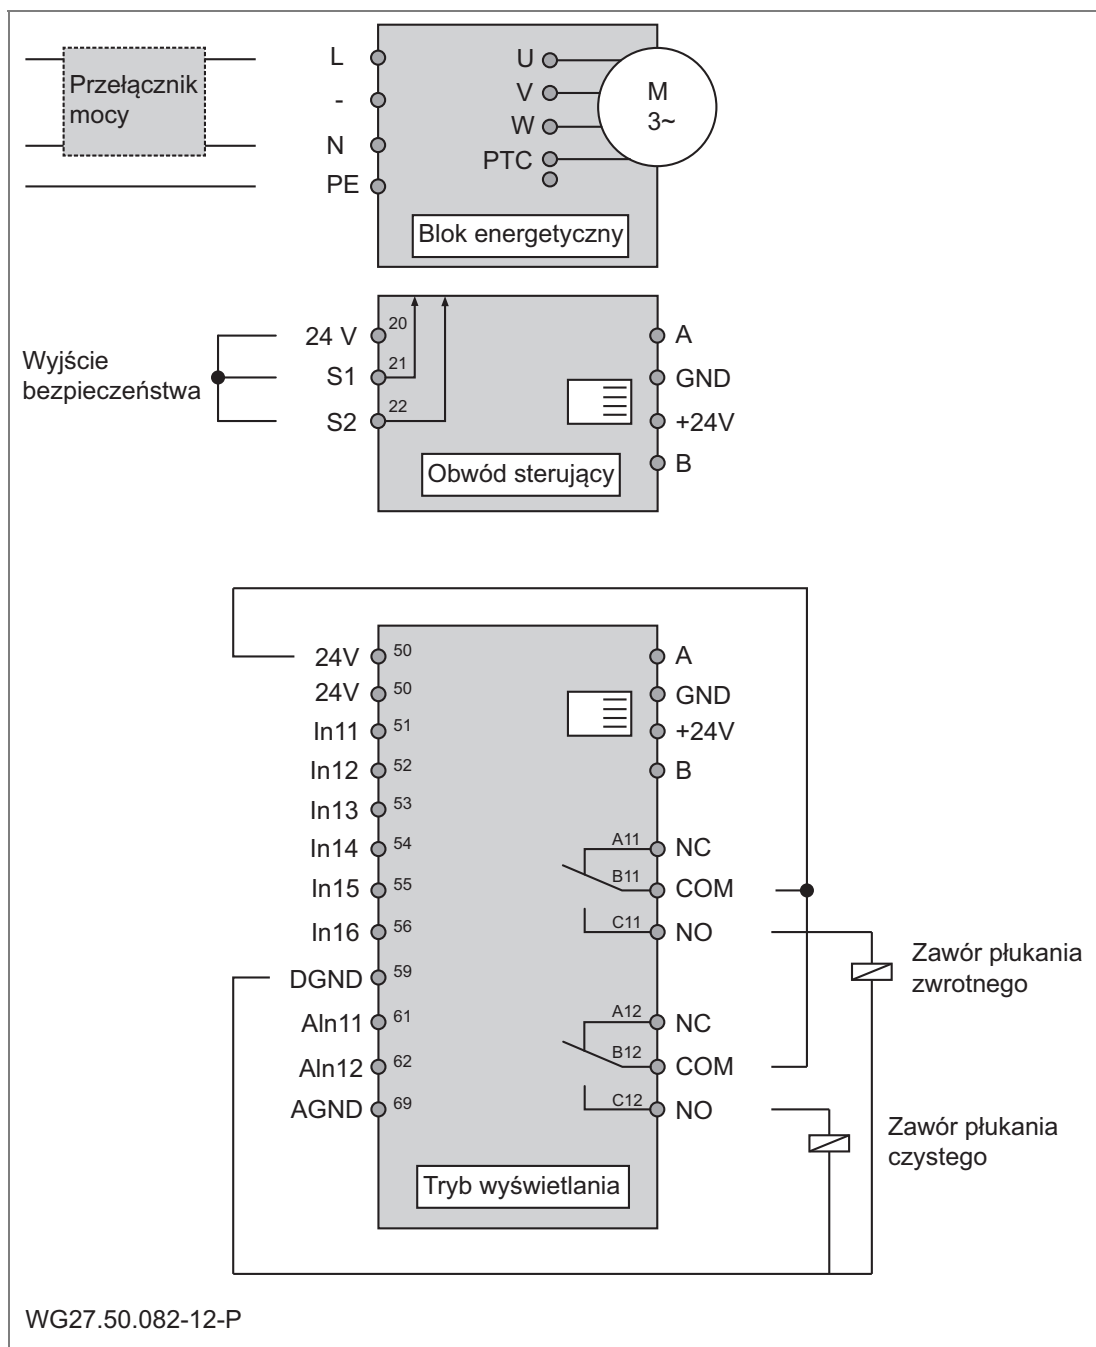 Przełącznik
mocy
L
-
N
PE
U
V
W
PTC
M
3~
Blok energetyczny
Wyjście
bezpieczeństwa
24 V
20
S1
21
S2
22
A
GND
+24V
B
Obwód sterujący
24V
50
24V
50
In11
51
In12
52
In13
53
In14
54
In15
55
In16
56
DGND
59
Aln11
61
Aln12
62
AGND
69
A
GND
+24V
B
A11
NC
B11
COM
C11
NO
A12
NC
B12
COM
C12
NO
Zawór płukania
zwrotnego
Zawór płukania
czystego
Tryb wyświetlania
WG27.50.082-12-P